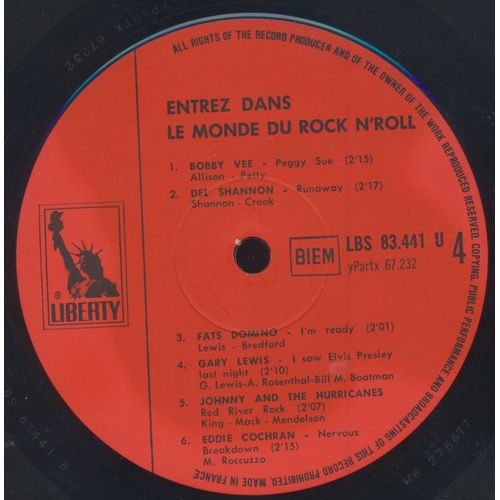 ALL RIGHTS OF THE RECORD PRODUCER AND OF THE OWNER OF THE WORK REPRODUCED RESERVED. COPYING, PUBLIC PERFORMANCE AND BROADCASTING OF THIS RECORD PROHIBITED. MADE IN FRANCE
ENTREZ DANS
LE MONDE DU ROCK N'ROLL
1. BOBBY VEE - Peggy Sue (2'15)
Allison - Petty
2. DEL SHANNON - Runaway (2'17)
Shannon - Crook
® LIBERTY
BIEM
LBS 83.441 U
yPartx 67.232
4
3. FATS DOMINO - I'm ready (2'01)
Lewis - Bredford
4. GARY LEWIS - I saw Elvis Presley
last night (2'10)
G. Lewis-A. Rosenthal-Bill M. Boatman
5. JOHNNY AND THE HURRICANES
Red River Rock (2'07)
King - Mack - Mendelson
6. EDDIE COCHRAN - Nervous
Breakdown (2'11)
M. Roccuzzo
yPARTX 67232